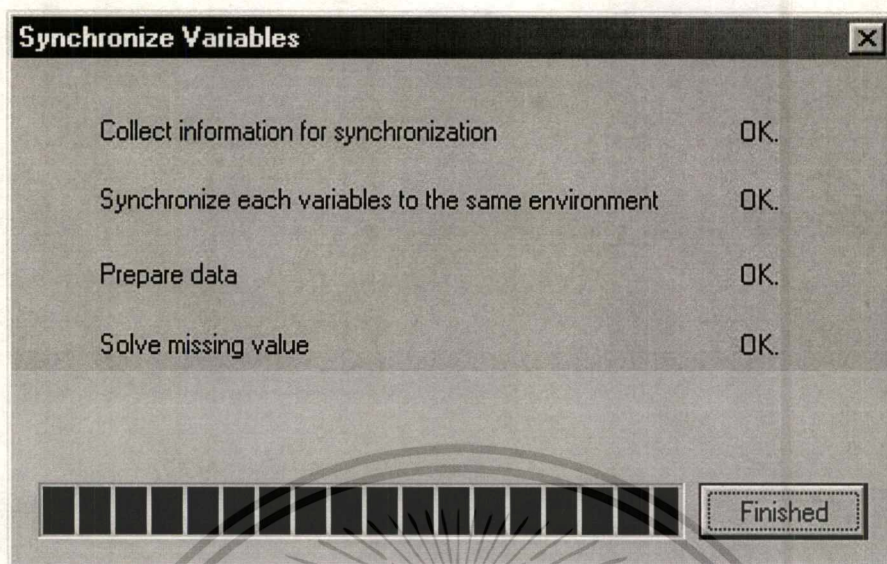 Synchronize Variables
Collect information for synchronization OK.
Synchronize each variables to the same environment OK.
Prepare data OK.
Solve missing value OK.
Finished